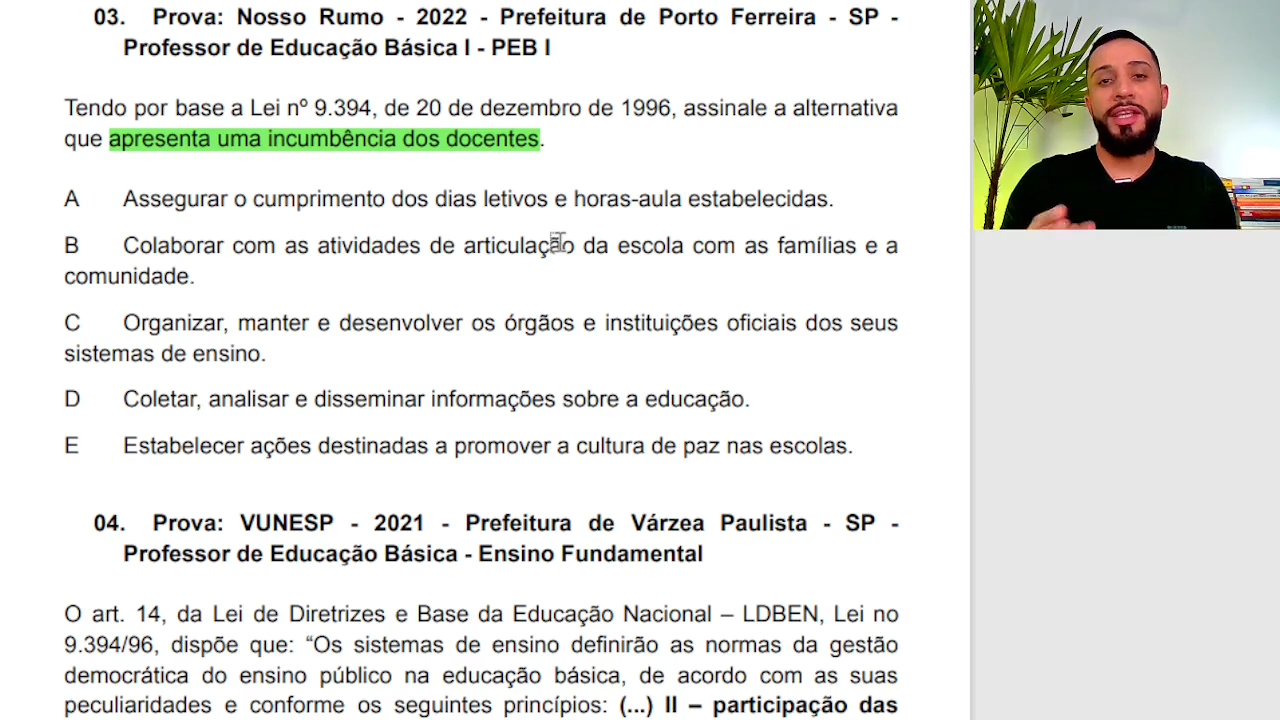 03. Prova: Nosso Rumo - 2022 - Prefeitura de Porto Ferreira - SP -
Professor de Educação Básica I - PEB I
Tendo por base a Lei nº 9.394, de 20 de dezembro de 1996, assinale a alternativa
que apresenta uma incumbência dos docentes.
A Assegurar o cumprimento dos dias letivos e horas-aula estabelecidas.
B Colaborar com as atividades de articulação da escola com as famílias e a
comunidade.
C Organizar, manter e desenvolver os órgãos e instituições oficiais dos seus
sistemas de ensino.
D Coletar, analisar e disseminar informações sobre a educação.
E Estabelecer ações destinadas a promover a cultura de paz nas escolas.
04. Prova: VUNESP - 2021 - Prefeitura de Várzea Paulista - SP -
Professor de Educação Básica - Ensino Fundamental
O art. 14, da Lei de Diretrizes e Base da Educação Nacional – LDBEN, Lei no
9.394/96, dispõe que: “Os sistemas de ensino definirão as normas da gestão
democrática do ensino público na educação básica, de acordo com as suas
peculiaridades e conforme os seguintes princípios: (...) II – participação das